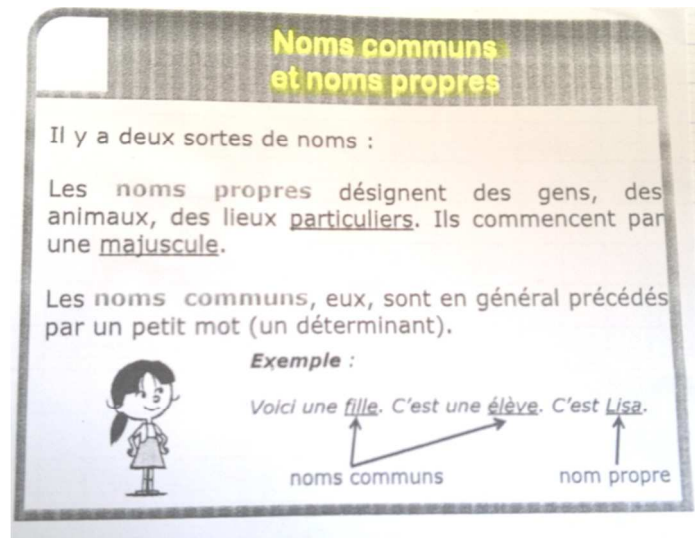 Noms communs
et noms propres
Il y a deux sortes de noms :
Les noms propres désignent des gens, des
animaux, des lieux particuliers. Ils commencent par
une majuscule.
Les noms communs, eux, sont en général précédés
par un petit mot (un déterminant).
Exemple :
Voici une fille. C'est une élève. C'est Lisa.
noms communs nom propre